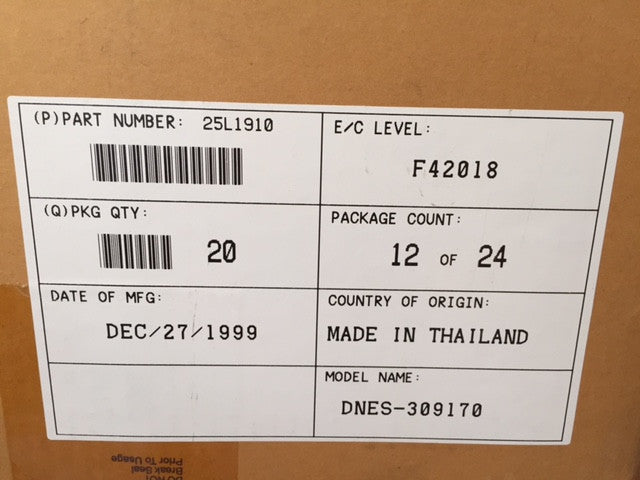 (P)PART NUMBER: 25L1910
E/C LEVEL:
F42018
(Q)PKG QTY:
20
PACKAGE COUNT:
12 OF 24
DATE OF MFG:
DEC/27/1999
COUNTRY OF ORIGIN:
MADE IN THAILAND
MODEL NAME:
DNES-309170
DO NOT
Break Seal
Prior To Usage